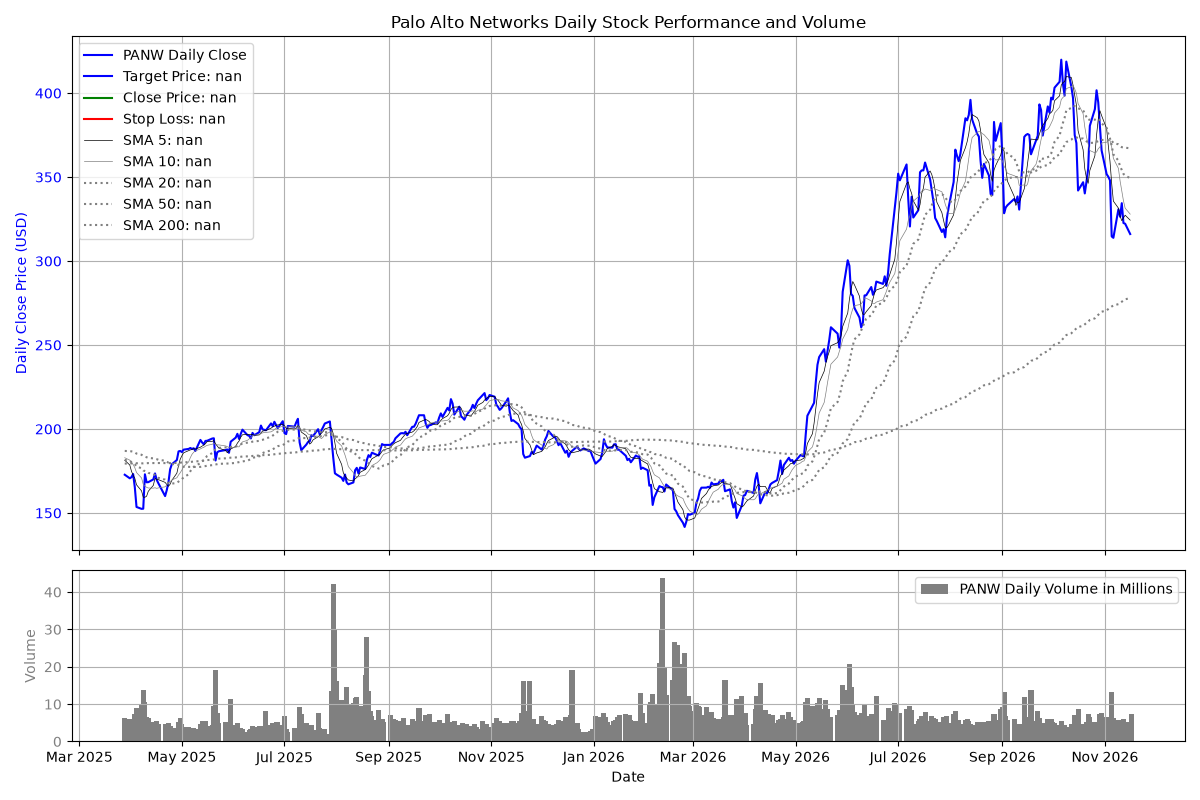 Palo Alto Networks Daily Stock Performance and Volume
PANW Daily Close
Target Price: nan
Close Price: nan
Stop Loss: nan
SMA 5: nan
SMA 10: nan
SMA 20: nan
SMA 50: nan
SMA 200: nan
Daily Close Price (USD)
400
350
300
250
200
150
PANW Daily Volume in Millions
Volume
40
30
20
10
0
Mar 2025 May 2025 Jul 2025 Sep 2025 Nov 2025 Jan 2026 Mar 2026 May 2026 Jul 2026 Sep 2026 Nov 2026
Date